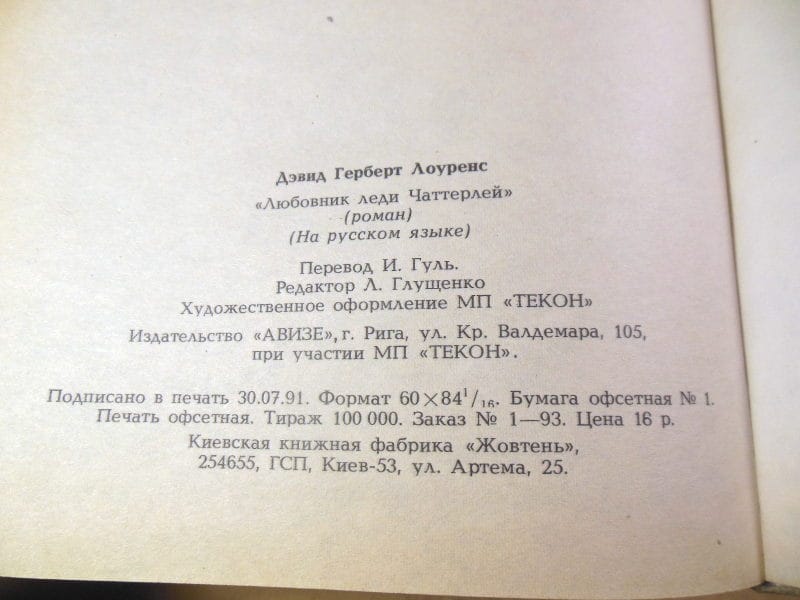 Дэвид Герберт Лоуренс
«Любовник леди Чаттерлей»
(роман)
(На русском языке)
Перевод И. Гуль.
Редактор Л. Глущенко
Художественное оформление МП «ТЕКОН»
Издательство «АВИЗЕ», г. Рига, ул. Кр. Валдемара, 105,
при участии МП «ТЕКОН».
Подписано в печать 30.07.91. Формат 60×84¹/₁₆. Бумага офсетная № 1.
Печать офсетная. Тираж 100 000. Заказ № 1—93. Цена 16 р.
Киевская книжная фабрика «Жовтень»,
254655, ГСП, Киев-53, ул. Артема, 25.